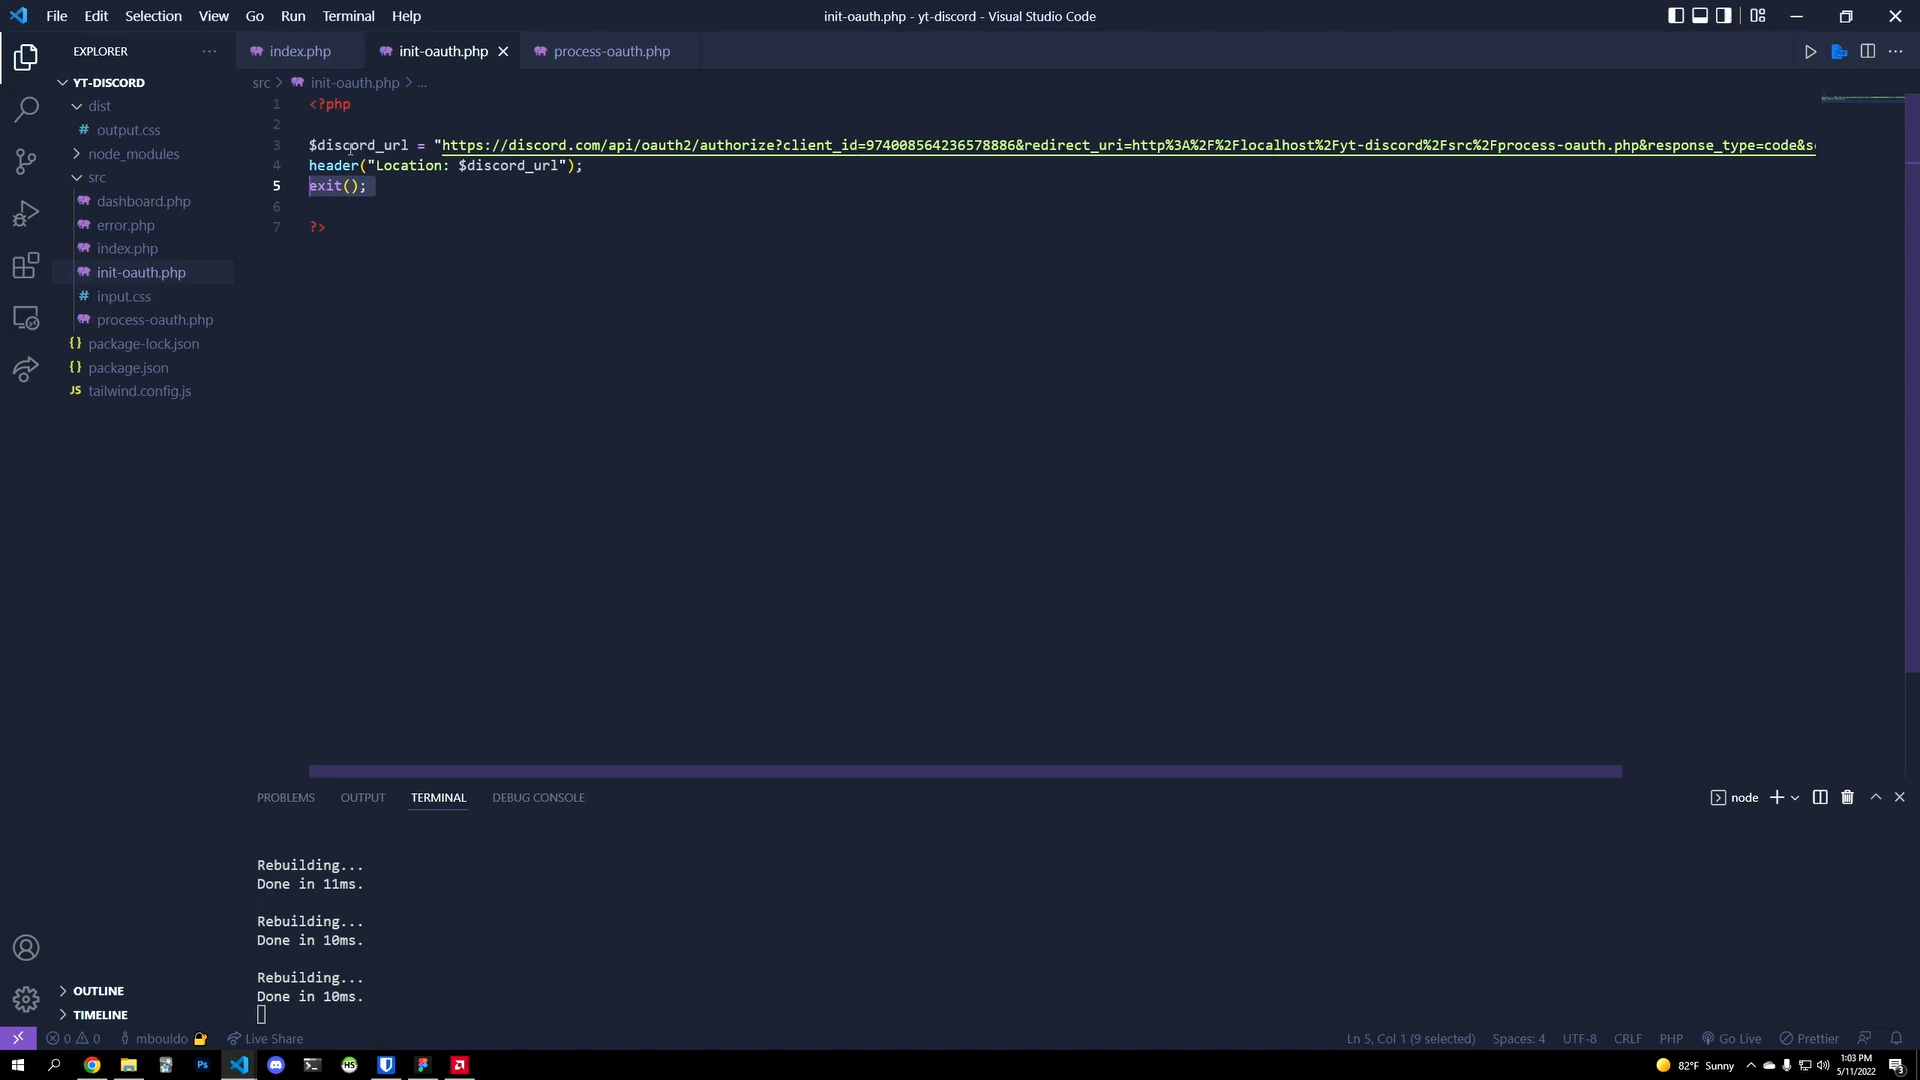 File Edit Selection View Go Run Terminal Help
init-oauth.php - yt-discord - Visual Studio Code
EXPLORER
index.php
init-oauth.php
process-oauth.php
YT-DISCORD
dist
# output.css
node_modules
src
dashboard.php
error.php
index.php
init-oauth.php
# input.css
process-oauth.php
{} package-lock.json
{} package.json
JS tailwind.config.js
src > init-oauth.php > ...
1 <?php
2
3 $discord_url = "https://discord.com/api/oauth2/authorize?client_id=974008564236578886&redirect_uri=http%3A%2F%2Flocalhost%2Fyt-discord%2Fsrc%2Fprocess-oauth.php&response_type=code&s
4 header("Location: $discord_url");
5 exit();
6
7 ?>
PROBLEMS OUTPUT TERMINAL DEBUG CONSOLE
node
Rebuilding...
Done in 11ms.
Rebuilding...
Done in 10ms.
Rebuilding...
Done in 10ms.
OUTLINE
TIMELINE
0 0 mbouldo Live Share
Ln 5, Col 1 (9 selected) Spaces: 4 UTF-8 CRLF PHP Go Live Prettier
Ps
HS
82°F Sunny
1:03 PM
5/11/2022
3